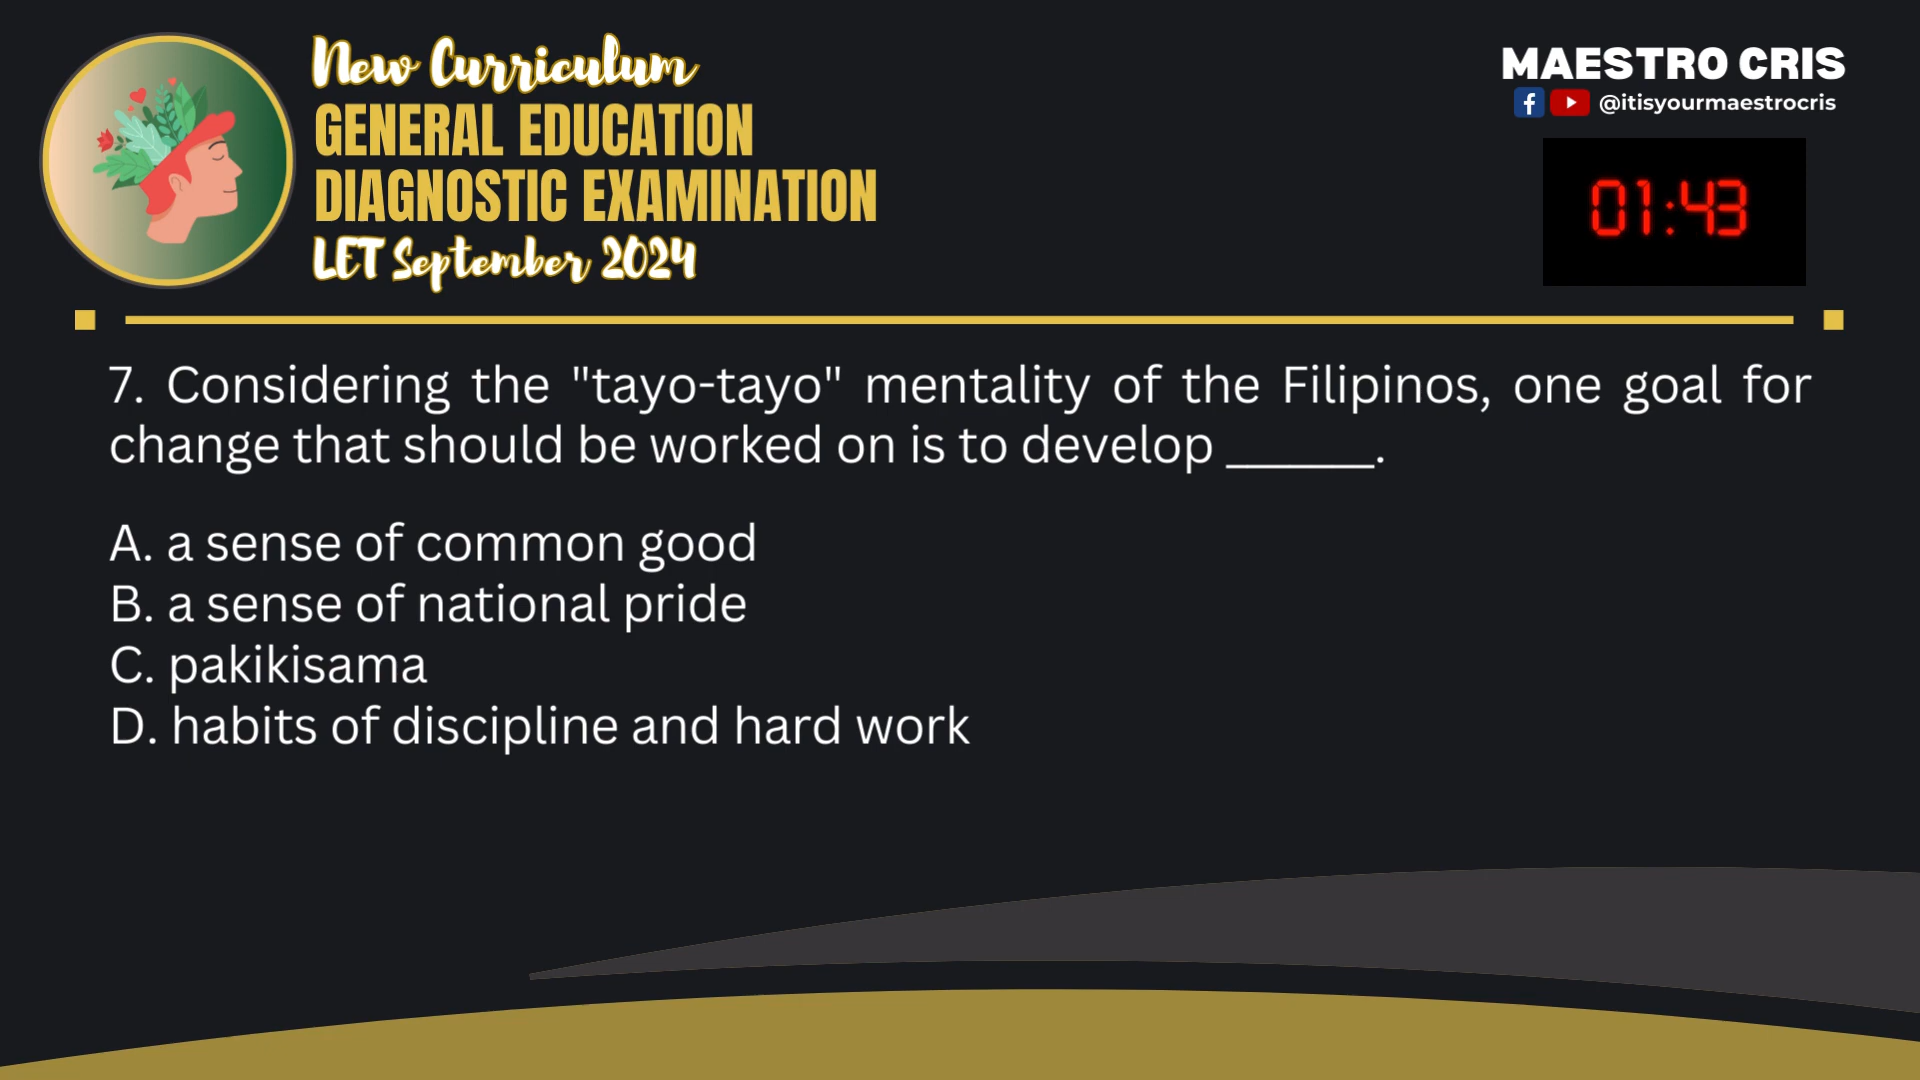 New Curriculum
GENERAL EDUCATION
DIAGNOSTIC EXAMINATION
LET September 2024
MAESTRO CRIS
@itisyourmaestrocris
01:43
7. Considering the "tayo-tayo" mentality of the Filipinos, one goal for
change that should be worked on is to develop ______.
A. a sense of common good
B. a sense of national pride
C. pakikisama
D. habits of discipline and hard work